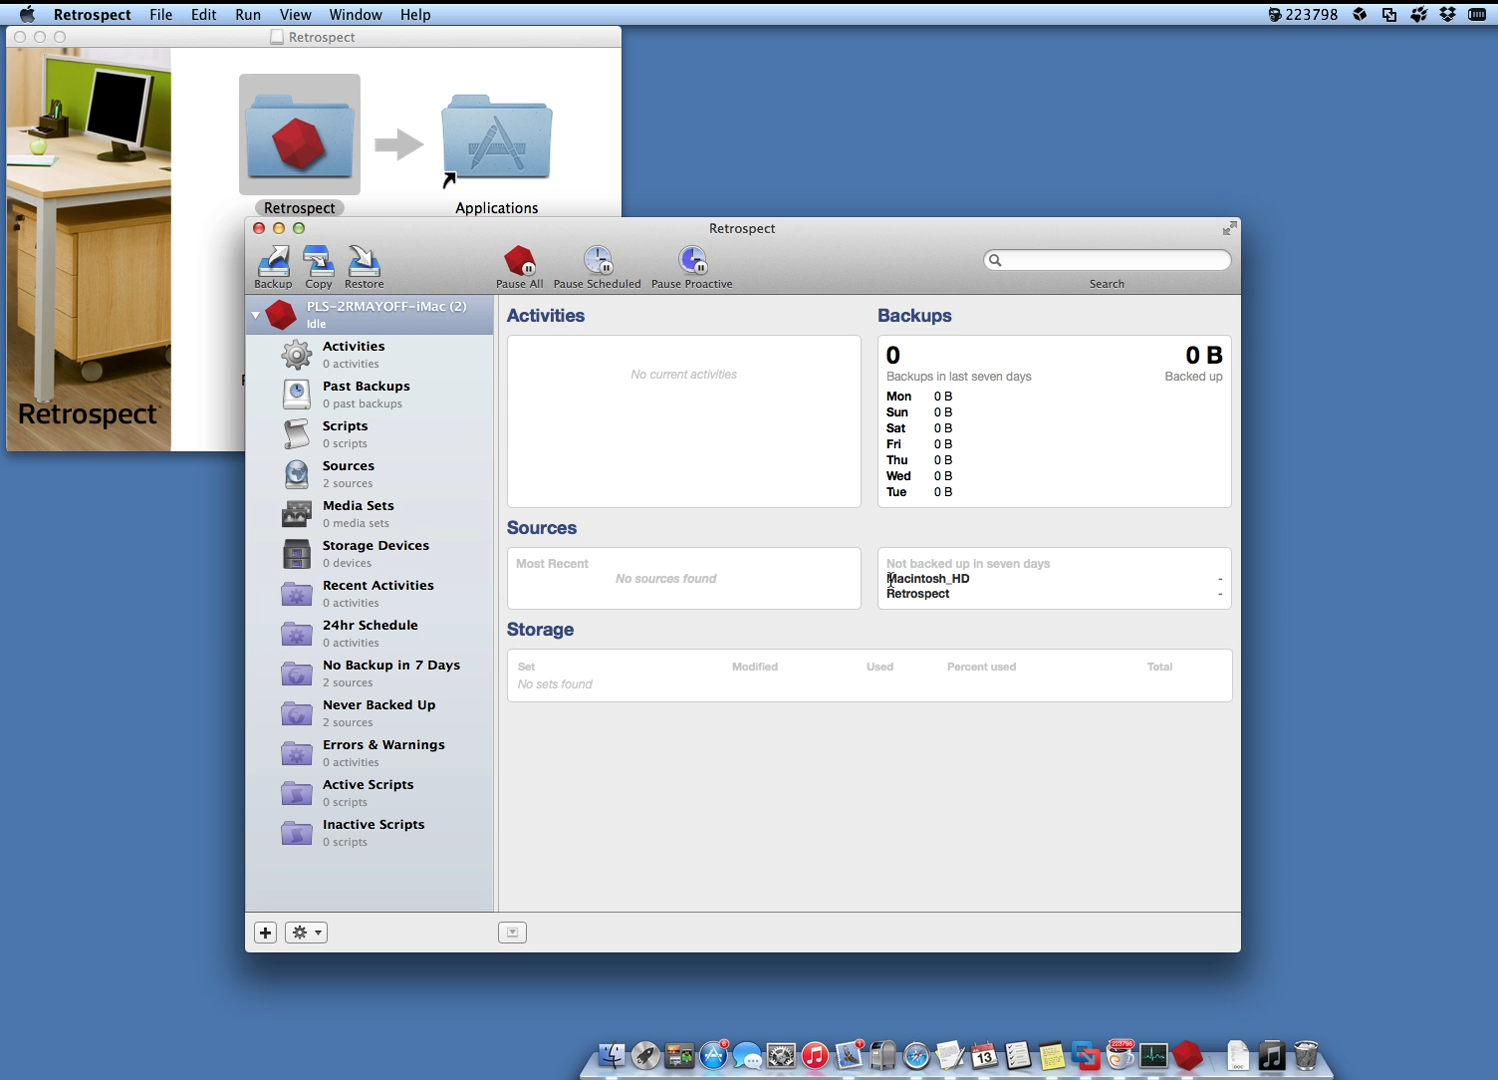 Retrospect File Edit Run View Window Help
223798
Retrospect
Retrospect
Applications
Retrospect
Retrospect
Backup Copy Restore
Pause All Pause Scheduled Pause Proactive
Search
PLS-2RMAYOFF-iMac (2)
Idle
Activities
0 activities
Past Backups
0 past backups
Scripts
0 scripts
Sources
2 sources
Media Sets
0 media sets
Storage Devices
0 devices
Recent Activities
0 activities
24hr Schedule
0 activities
No Backup in 7 Days
2 sources
Never Backed Up
2 sources
Errors & Warnings
0 activities
Active Scripts
0 scripts
Inactive Scripts
0 scripts
Activities
No current activities
Backups
0 0 B
Backups in last seven days Backed up
Mon 0 B
Sun 0 B
Sat 0 B
Fri 0 B
Thu 0 B
Wed 0 B
Tue 0 B
Sources
Most Recent
No sources found
Not backed up in seven days
Macintosh_HD -
Retrospect -
Storage
Set Modified Used Percent used Total
No sets found
13